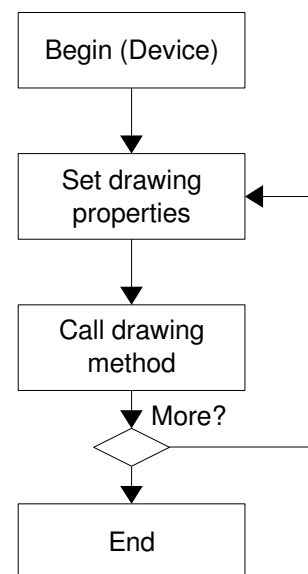 Begin (Device)
Set drawing
properties
Call drawing
method
More?
End